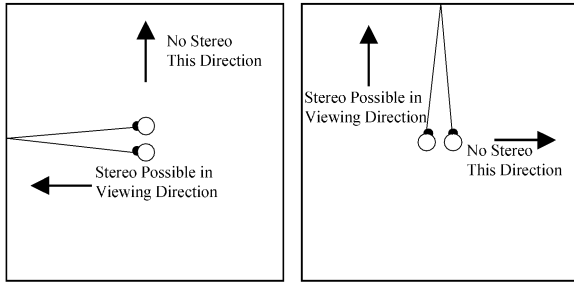 No Stereo
This Direction
Stereo Possible in
Viewing Direction
Stereo Possible in
Viewing Direction
No Stereo
This Direction